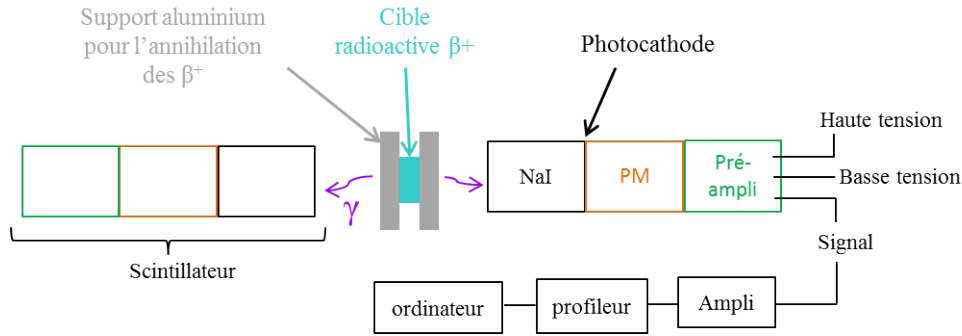 Support aluminium
pour l'annihilation
des β⁺
Cible
radioactive β+
Photocathode
Haute tension
NaI
PM
Pré-
ampli
Basse tension
γ
Signal
Scintillateur
ordinateur
profileur
Ampli